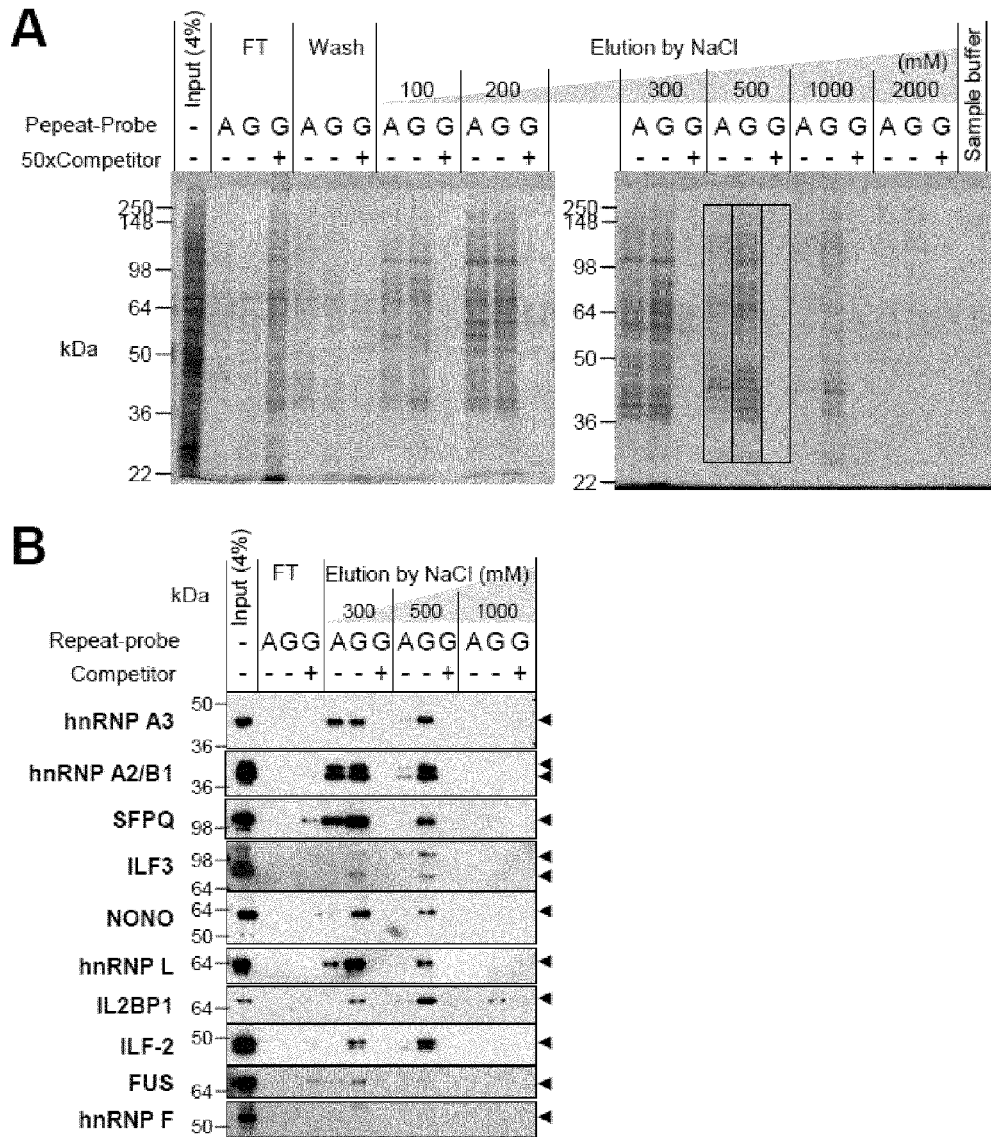 A
Input (4%)
FT
Wash
Elution by NaCl
(mM)
Sample buffer
100 200 300 500 1000 2000
Pepeat-Probe - A G G A G G A G G A G G A G G A G G A G G A G G
50xCompetitor - - - + - - + - - + - - + - - + - - + - - + - - +
250 250
148 148
98 98
64 64
kDa
50 50
36 36
22 22
B
Input (4%)
FT
Elution by NaCl (mM)
kDa
300 500 1000
Repeat-probe - A G G A G G A G G A G G
Competitor - - - + - - + - - + - - +
50
hnRNP A3
36
hnRNP A2/B1
36
SFPQ
98
98
ILF3
64
64
NONO
50
hnRNP L 64
IL2BP1
64
50
ILF-2
FUS
64
hnRNP F
50